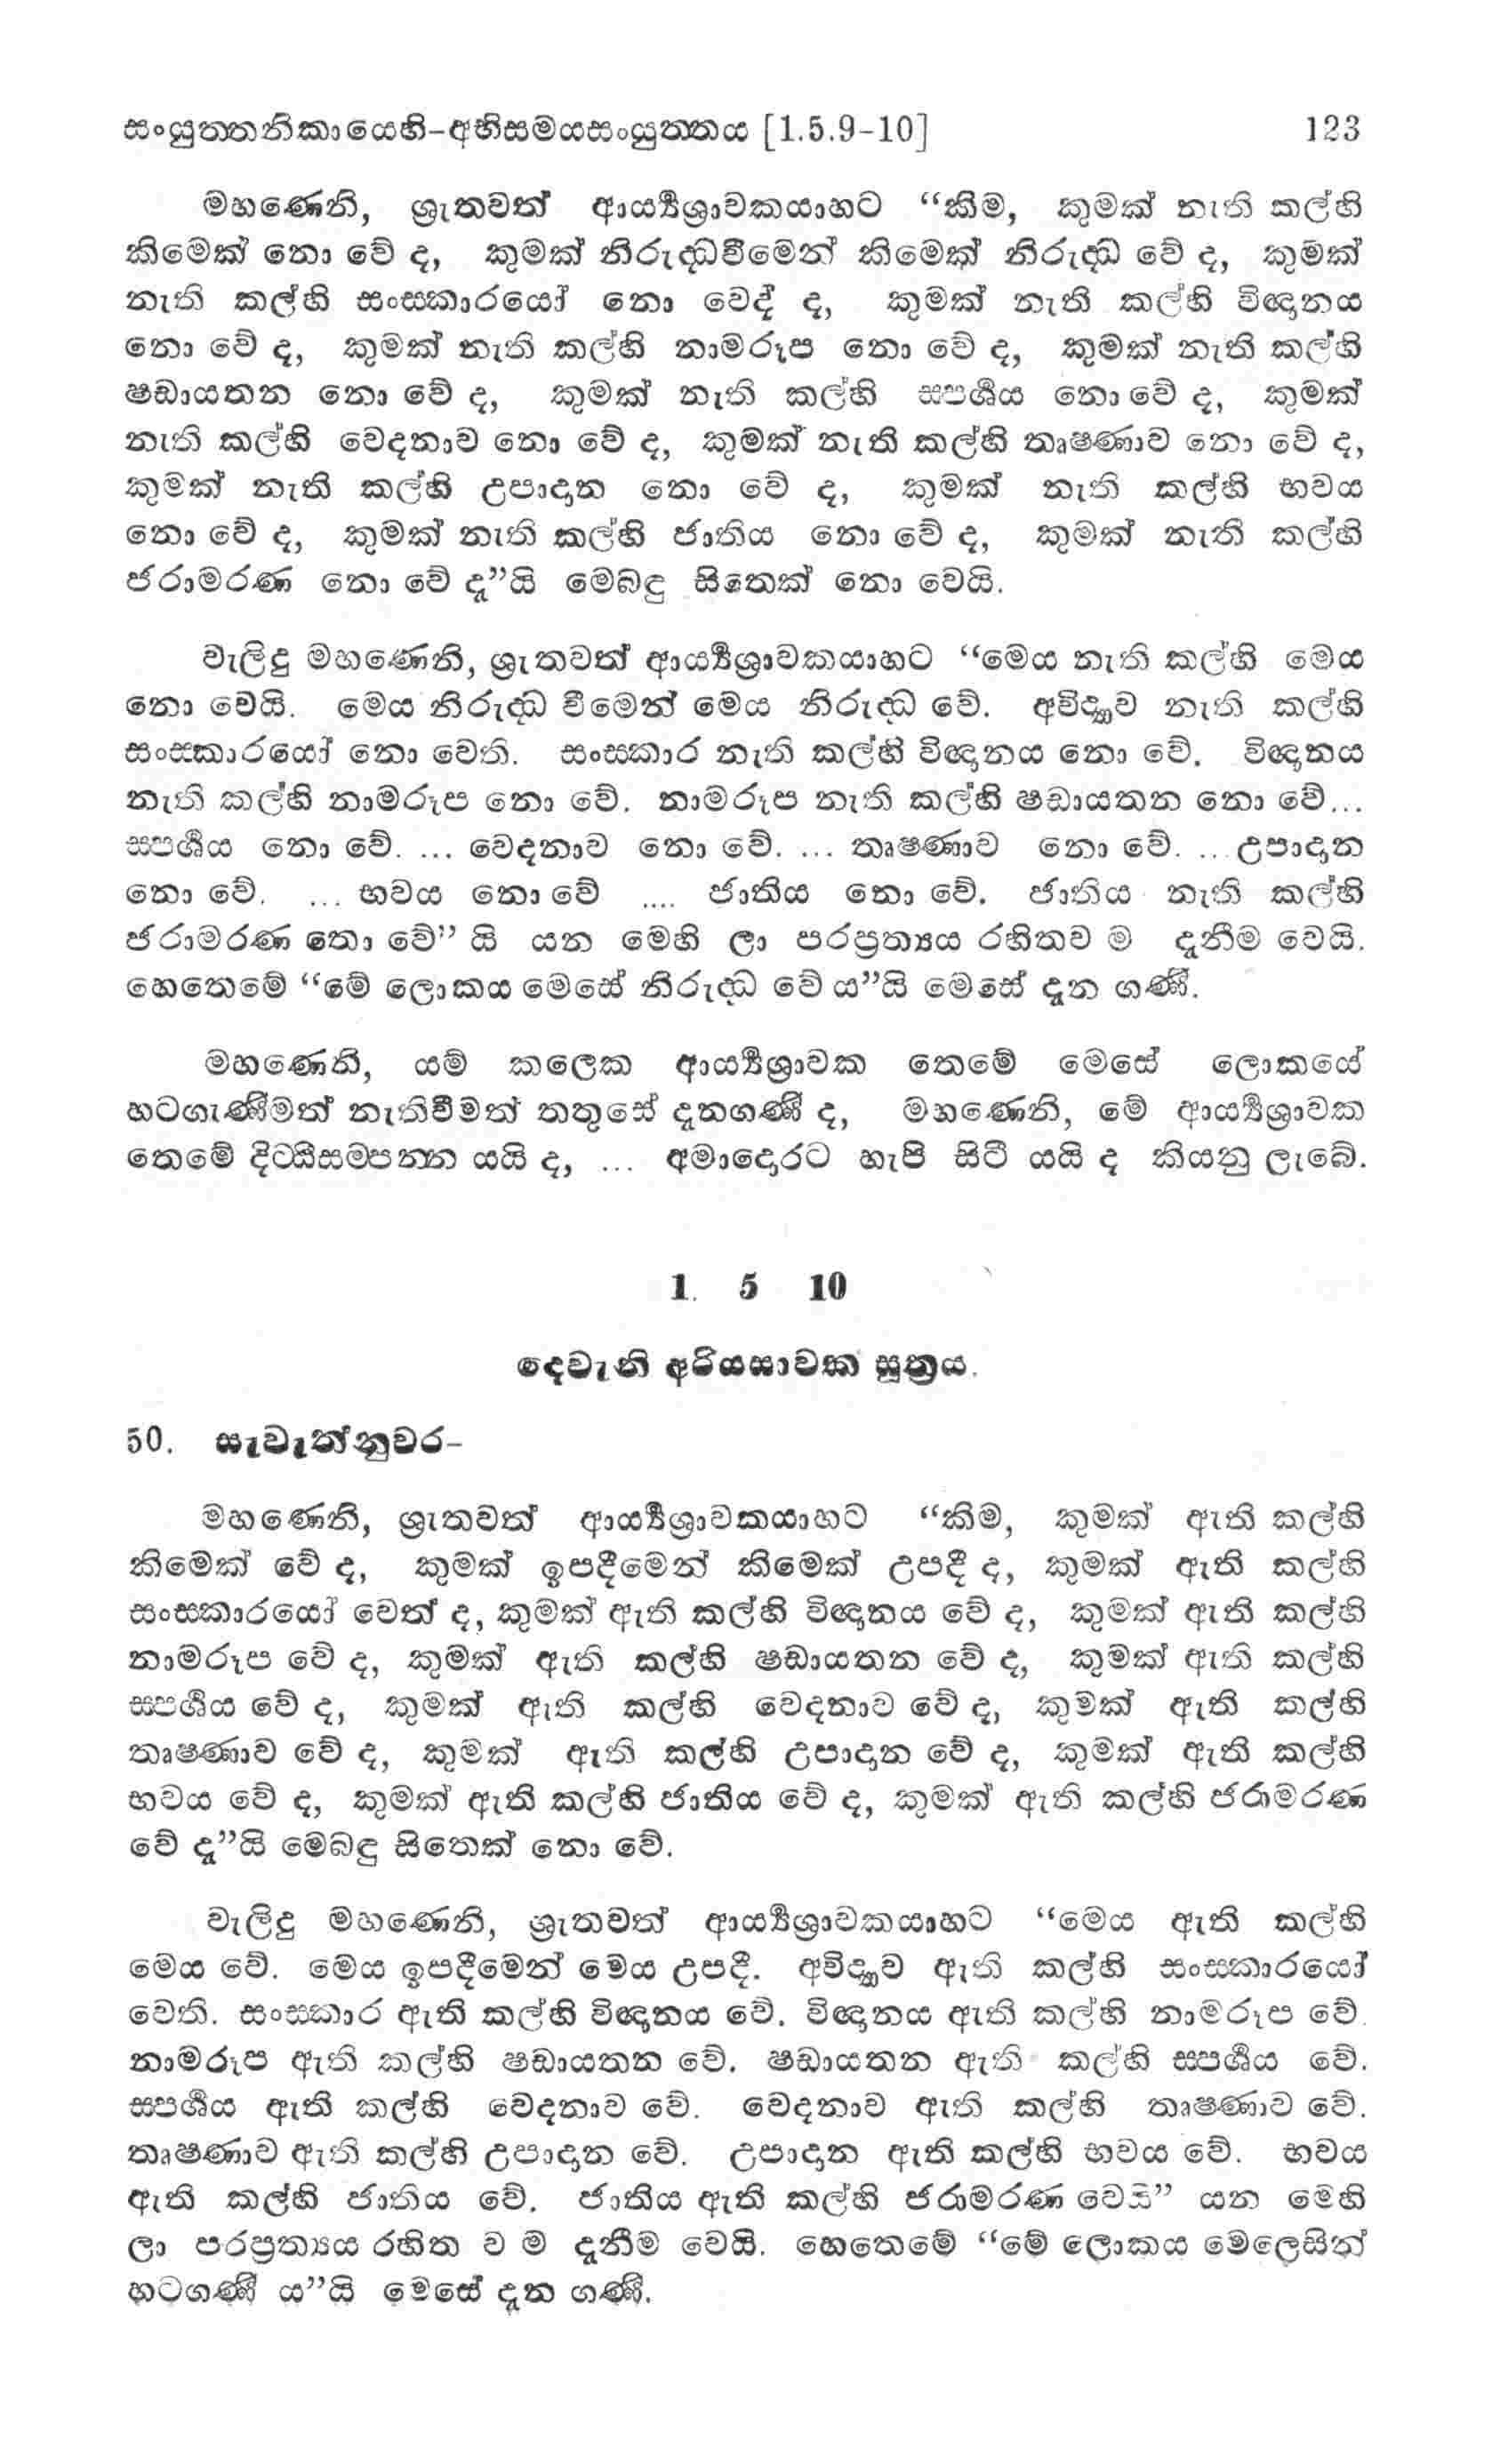 සංයුත්තනිකායෙහි-අභිසමයසංයුත්තය [1.5.9-10] 123
මහණෙනි, ශ්‍රැතවත් ආර්‍ය්‍යශ්‍රාවකයාහට “කිම, කුමක් නැති කල්හි
කිමෙක් නො වේ ද, කුමක් නිරුද්ධවීමෙන් කිමෙක් නිරුද්ධ වේ ද, කුමක්
නැති කල්හි සංස්කාරයෝ නො වෙද් ද, කුමක් නැති කල්හි විඥානය
නො වේ ද, කුමක් නැති කල්හි නාමරූප නො වේ ද, කුමක් නැති කල්හි
ෂඩායතන නො වේ ද, කුමක් නැති කල්හි ස්පර්‍ශය නො වේ ද, කුමක්
නැති කල්හි වෙදනාව නො වේ ද, කුමක් නැති කල්හි තෘෂ්ණාව නො වේ ද,
කුමක් නැති කල්හි උපාදාන නො වේ ද, කුමක් නැති කල්හි භවය
නො වේ ද, කුමක් නැති කල්හි ජාතිය නො වේ ද, කුමක් නැති කල්හි
ජරාමරණ නො වේ දැ”යි මෙබඳු සිතෙක් නො වෙයි.
වැලිදු මහණෙනි, ශ්‍රැතවත් ආර්‍ය්‍යශ්‍රාවකයාහට “මෙය නැති කල්හි මෙය
නො වෙයි. මෙය නිරුද්ධ වීමෙන් මෙය නිරුද්ධ වේ. අවිද්‍යාව නැති කල්හි
සංස්කාරයෝ නො වෙති. සංස්කාර නැති කල්හි විඥානය නො වේ. විඥානය
නැති කල්හි නාමරූප නො වේ. නාමරූප නැති කල්හි ෂඩායතන නො වේ...
ස්පර්‍ශය නො වේ. ... වෙදනාව නො වේ. ... තෘෂ්ණාව නො වේ. ... උපාදාන
නො වේ. ... භවය නො වේ .... ජාතිය නො වේ. ජාතිය නැති කල්හි
ජරාමරණ නො වේ” යි යන මෙහි ලා පරප්‍රත්‍යය රහිතව ම දැනීම වෙයි.
හෙතෙමේ “මේ ලොකය මෙසේ නිරුද්ධ වේ ය”යි මෙසේ දැන ගණී.
මහණෙනි, යම් කලෙක ආර්‍ය්‍යශ්‍රාවක තෙමේ මෙසේ ලොකයේ
හටගැණීමත් නැතිවීමත් තතුසේ දැනගණී ද, මහණෙනි, මේ ආර්‍ය්‍යශ්‍රාවක
තෙමේ දිට්ඨිසම්පන්න යයි ද, ... අමාදොරට හැපි සිටී යයි ද කියනු ලැබේ.
1. 5 10
දෙවැනි අරියසාවක සූත්‍රය.
50. සැවැත්නුවර-
මහණෙනි, ශ්‍රැතවත් ආර්‍ය්‍යශ්‍රාවකයාහට “කිම, කුමක් ඇති කල්හි
කිමෙක් වේ ද, කුමක් ඉපදීමෙන් කිමෙක් උපදී ද, කුමක් ඇති කල්හි
සංස්කාරයෝ වෙත් ද, කුමක් ඇති කල්හි විඥානය වේ ද, කුමක් ඇති කල්හි
නාමරූප වේ ද, කුමක් ඇති කල්හි ෂඩායතන වේ ද, කුමක් ඇති කල්හි
ස්පර්‍ශය වේ ද, කුමක් ඇති කල්හි වෙදනාව වේ ද, කුමක් ඇති කල්හි
තෘෂ්ණාව වේ ද, කුමක් ඇති කල්හි උපාදාන වේ ද, කුමක් ඇති කල්හි
භවය වේ ද, කුමක් ඇති කල්හි ජාතිය වේ ද, කුමක් ඇති කල්හි ජරාමරණ
වේ දැ”යි මෙබඳු සිතෙක් නො වේ.
වැලිදු මහණෙනි, ශ්‍රැතවත් ආර්‍ය්‍යශ්‍රාවකයාහට “මෙය ඇති කල්හි
මෙය වේ. මෙය ඉපදීමෙන් මෙය උපදී. අවිද්‍යාව ඇති කල්හි සංස්කාරයෝ
වෙති. සංස්කාර ඇති කල්හි විඥානය වේ. විඥානය ඇති කල්හි නාමරූප වේ.
නාමරූප ඇති කල්හි ෂඩායතන වේ. ෂඩායතන ඇති කල්හි ස්පර්‍ශය වේ.
ස්පර්‍ශය ඇති කල්හි වෙදනාව වේ. වෙදනාව ඇති කල්හි තෘෂ්ණාව වේ.
තෘෂ්ණාව ඇති කල්හි උපාදාන වේ. උපාදාන ඇති කල්හි භවය වේ. භවය
ඇති කල්හි ජාතිය වේ. ජාතිය ඇති කල්හි ජරාමරණ වෙයි” යන මෙහි
ලා පරප්‍රත්‍යය රහිත ව ම දැනීම වෙයි. හෙතෙමේ “මේ ලොකය මෙලෙසින්
හටගණී ය”යි මෙසේ දැන ගණී.